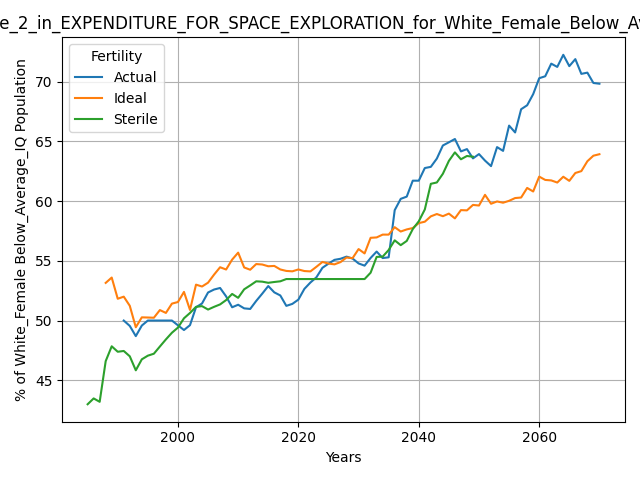 e_2_in_EXPENDITURE_FOR_SPACE_EXPLORATION_for_White_Female_Below_Av
Fertility
Actual
Ideal
Sterile
% of White_Female Below_Average_IQ Population
70
65
60
55
50
45
2000
2020
2040
2060
Years